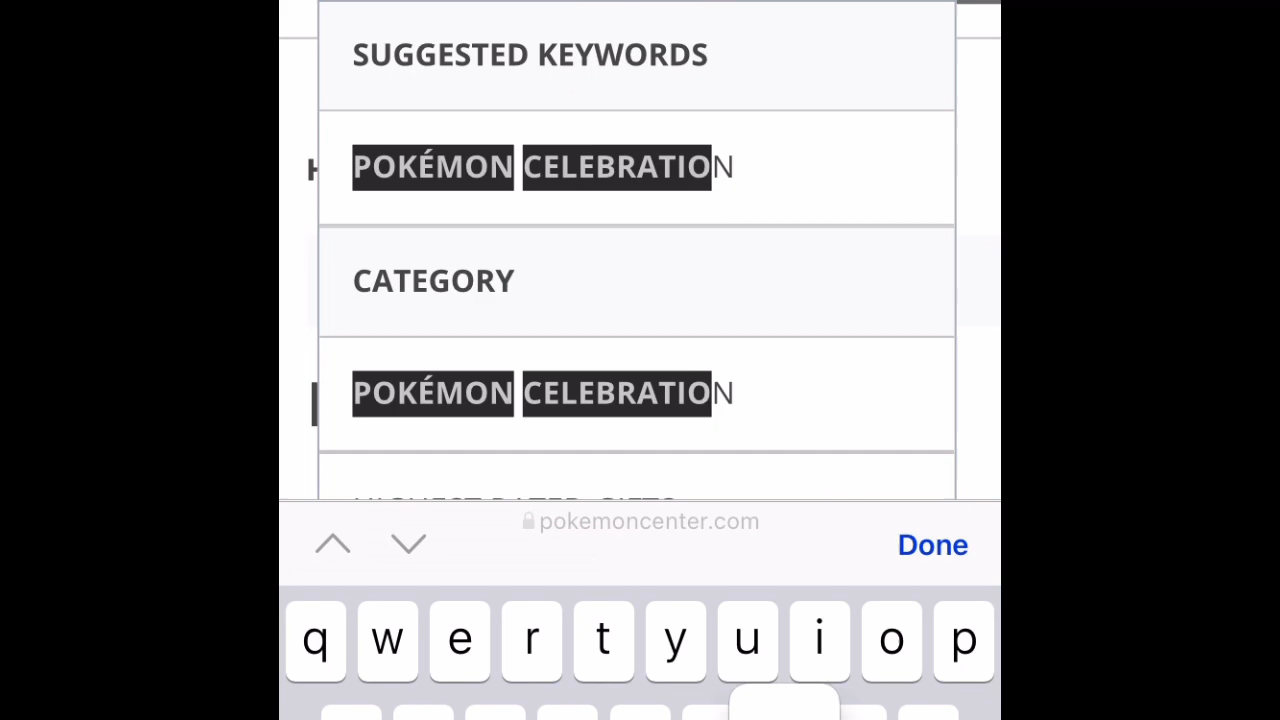 SUGGESTED KEYWORDS
POKÉMON CELEBRATION
CATEGORY
POKÉMON CELEBRATION
pokemoncenter.com
Done
q w e r t y u i o p